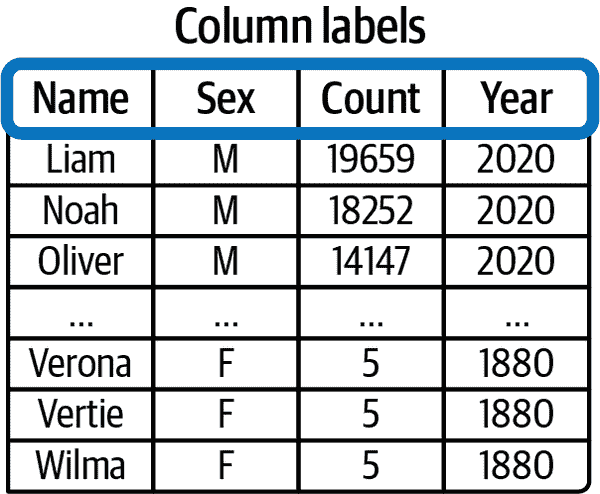 Column labels
Name Sex Count Year
Liam M 19659 2020
Noah M 18252 2020
Oliver M 14147 2020
... ... ... ...
Verona F 5 1880
Vertie F 5 1880
Wilma F 5 1880